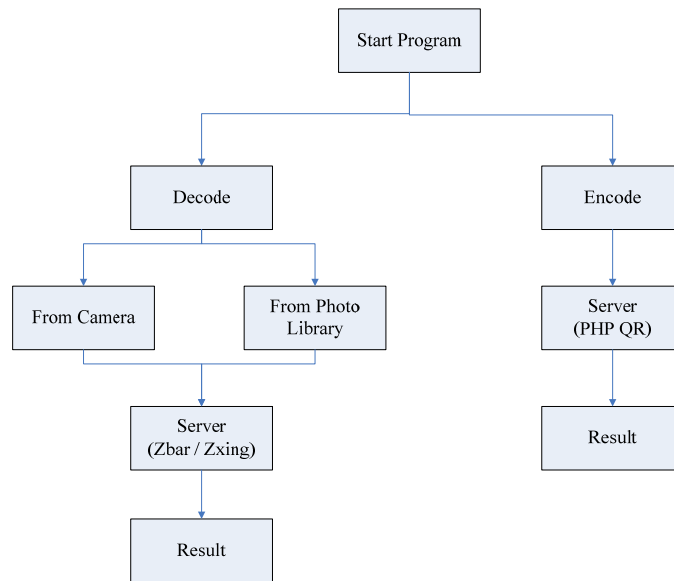 Start Program
Decode
Encode
From Camera
From Photo
Library
Server
(PHP QR)
Server
(Zbar / Zxing)
Result
Result